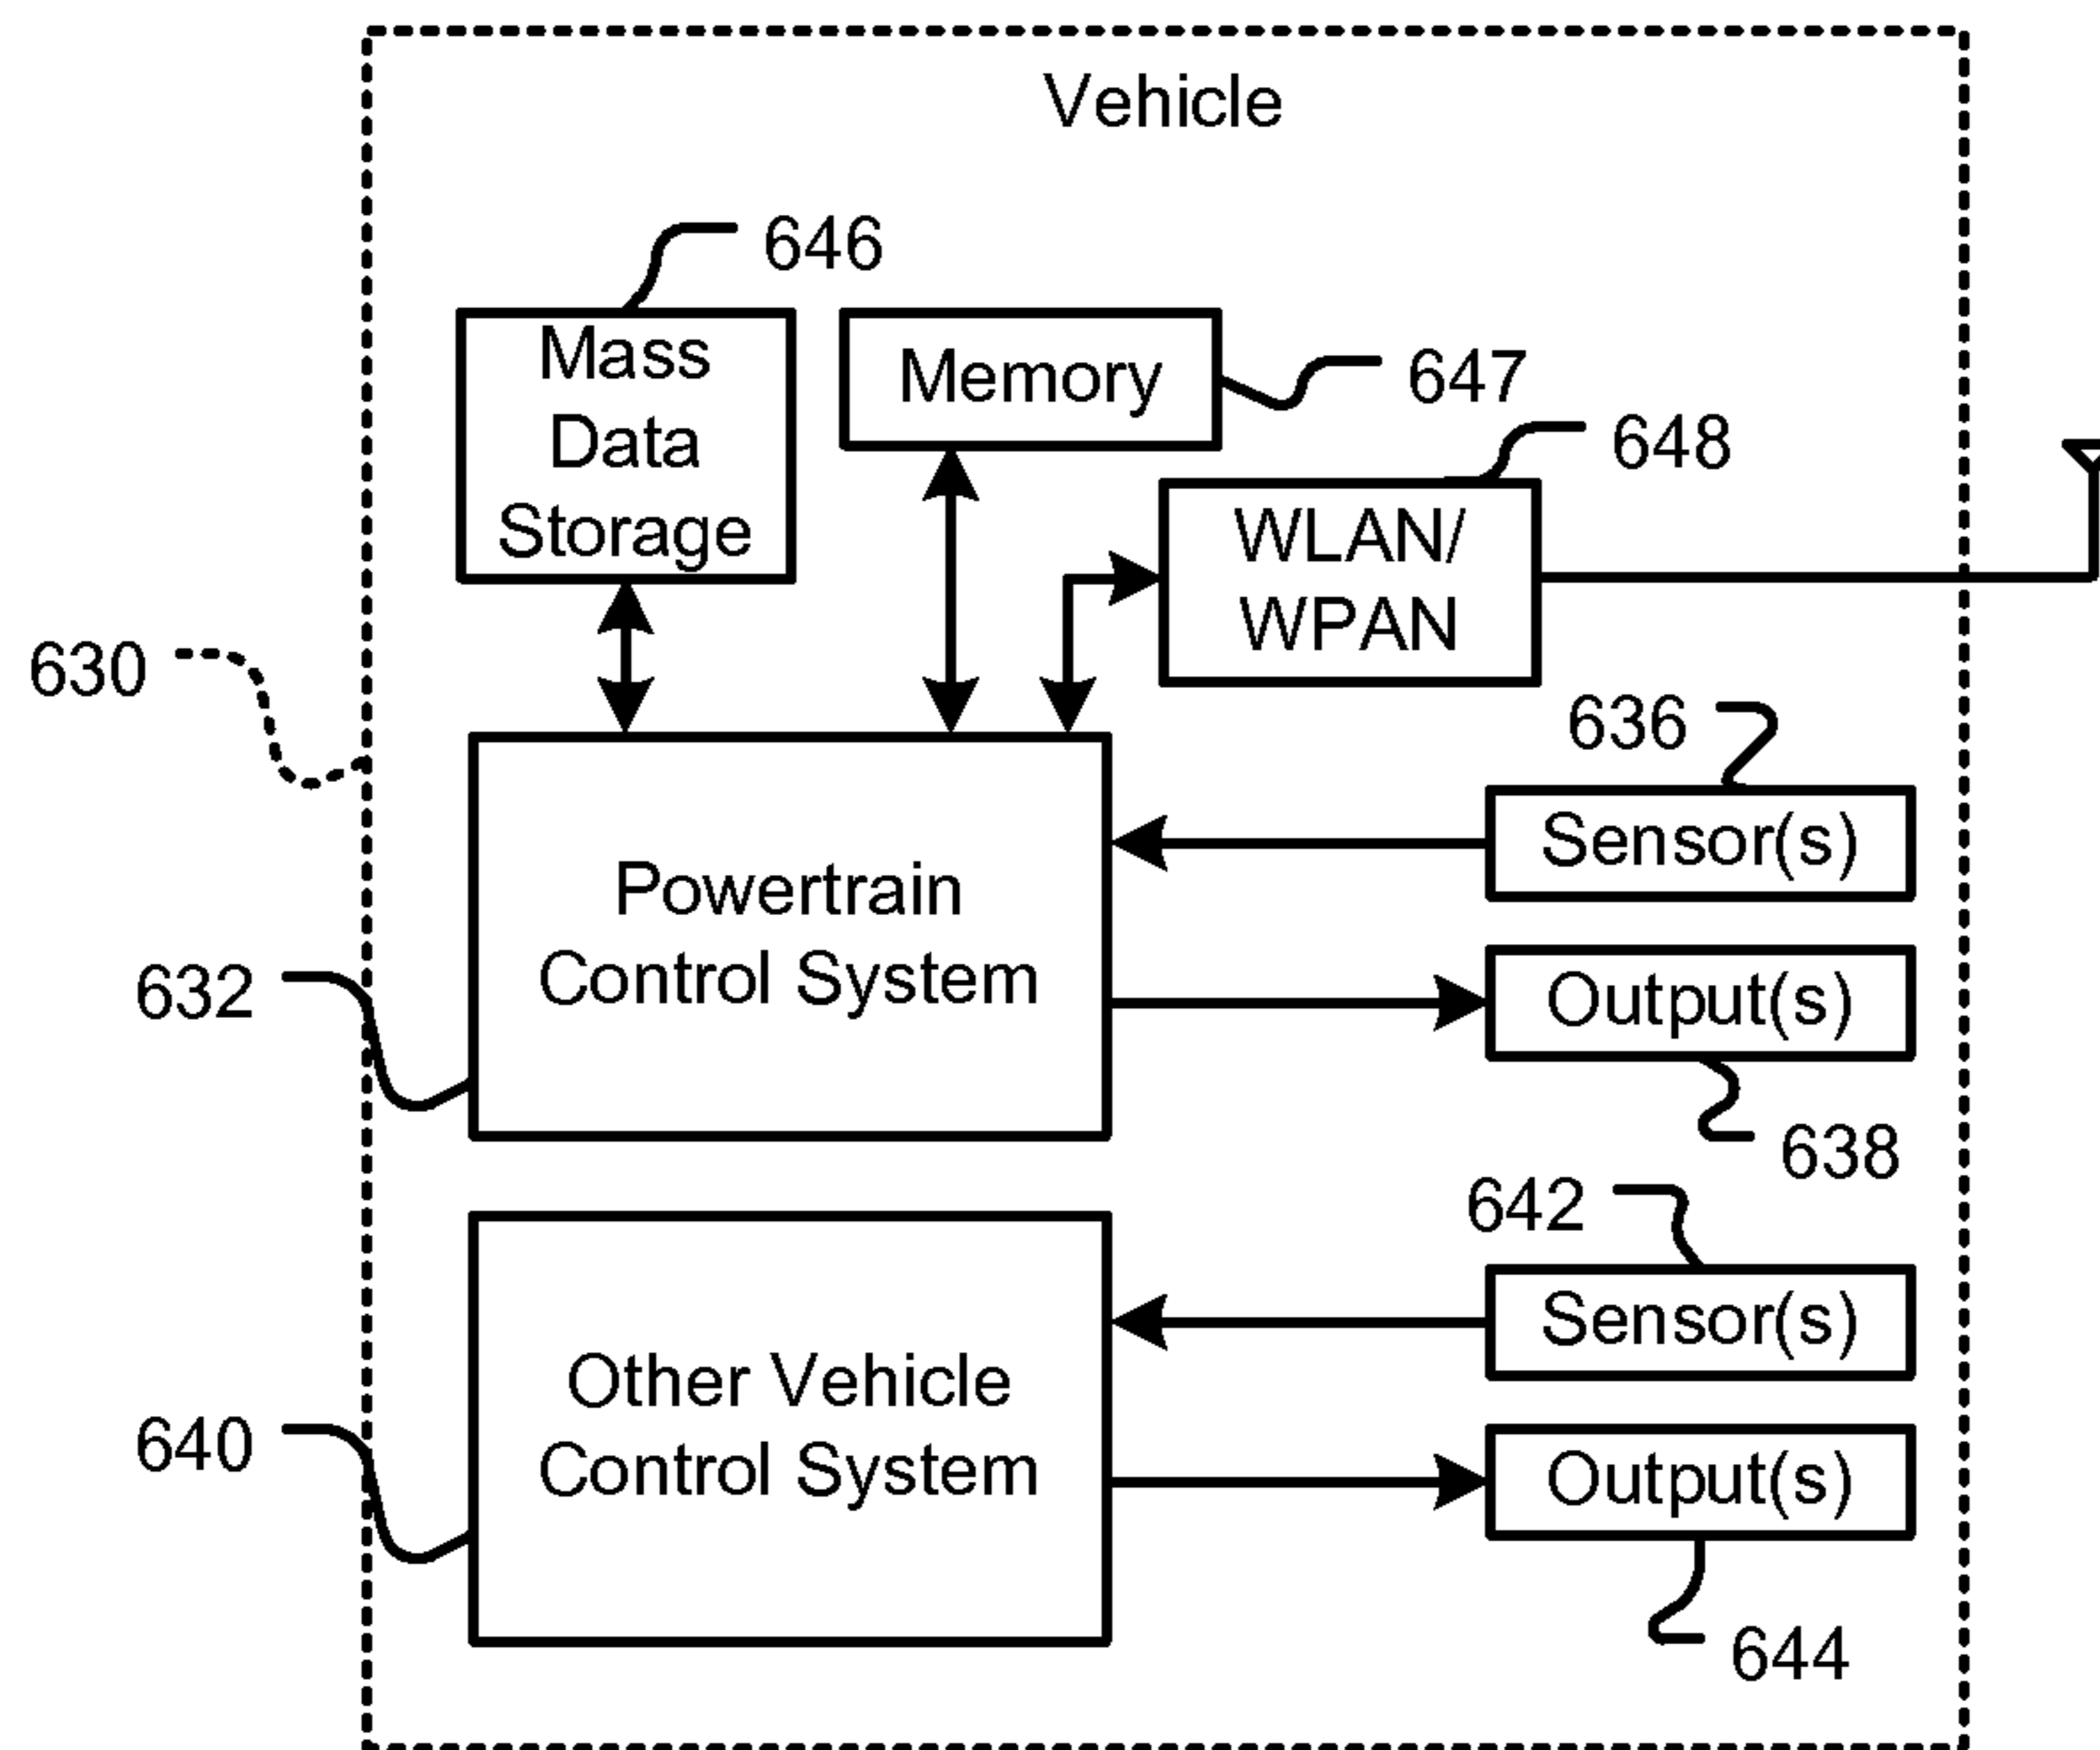 Vehicle
646
Mass
Data
Storage
Memory
647
648
WLAN/
WPAN
630
636
Sensor(s)
Powertrain
Control System
632
Output(s)
638
642
Sensor(s)
Other Vehicle
Control System
640
Output(s)
644